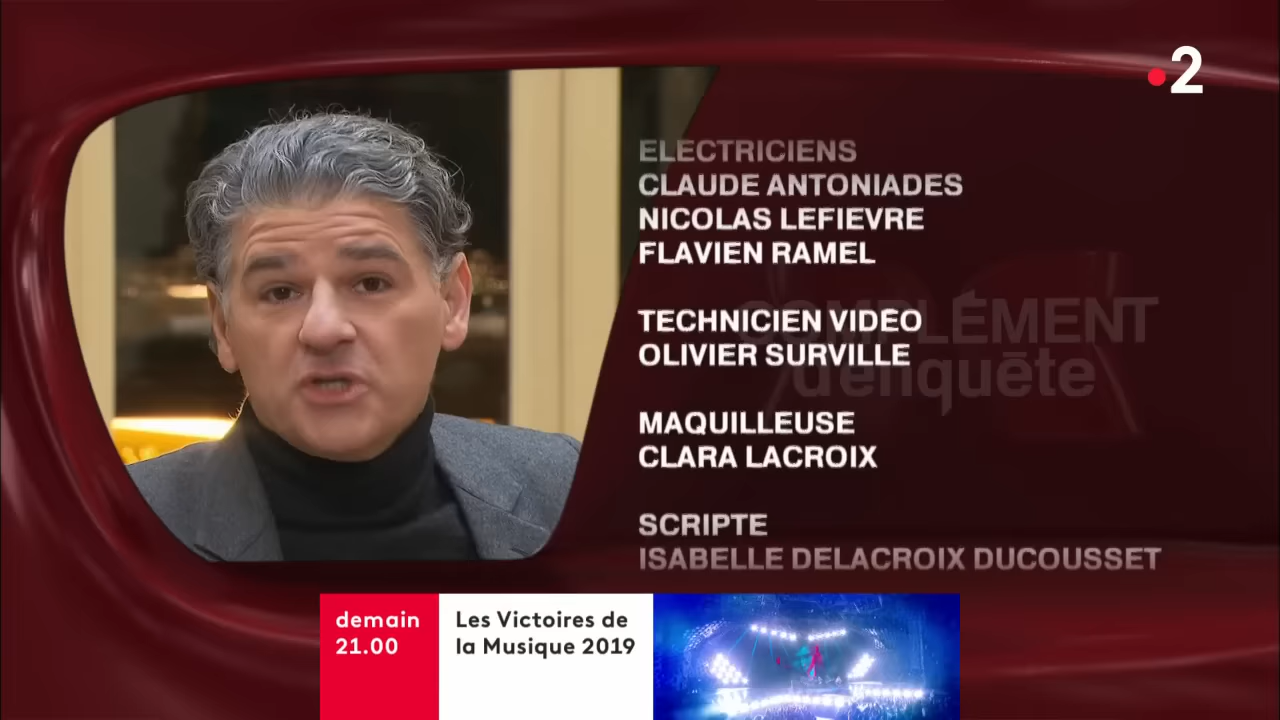 2
ELECTRICIENS
CLAUDE ANTONIADES
NICOLAS LEFIEVRE
FLAVIEN RAMEL
TECHNICIEN VIDÉO
OLIVIER SURVILLE
COMPLÉMENT
d'enquête
MAQUILLEUSE
CLARA LACROIX
SCRIPTE
ISABELLE DELACROIX DUCOUSSET
demain
21.00
Les Victoires de
la Musique 2019